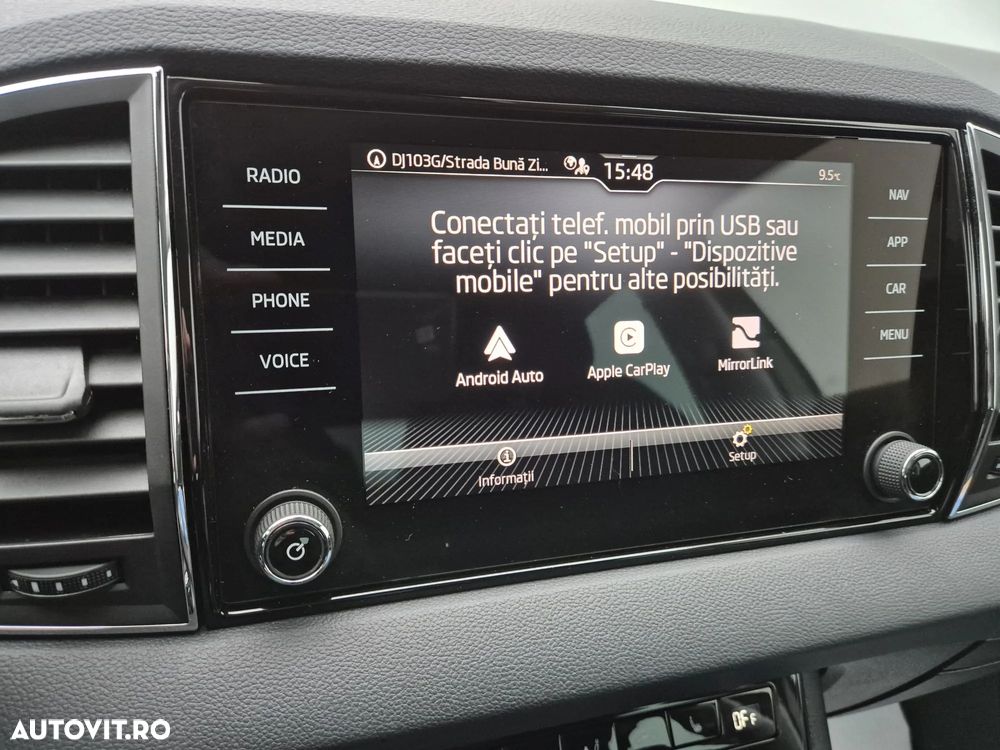 DJ103G/Strada Bună Zi... 15:48 9.5°C
RADIO
MEDIA
PHONE
VOICE
Conectați telef. mobil prin USB sau
faceți clic pe "Setup" - "Dispozitive
mobile" pentru alte posibilități.
Android Auto
Apple CarPlay
MirrorLink
Informații
Setup
NAV
APP
CAR
MENU
OFF
AUTOVIT.RO